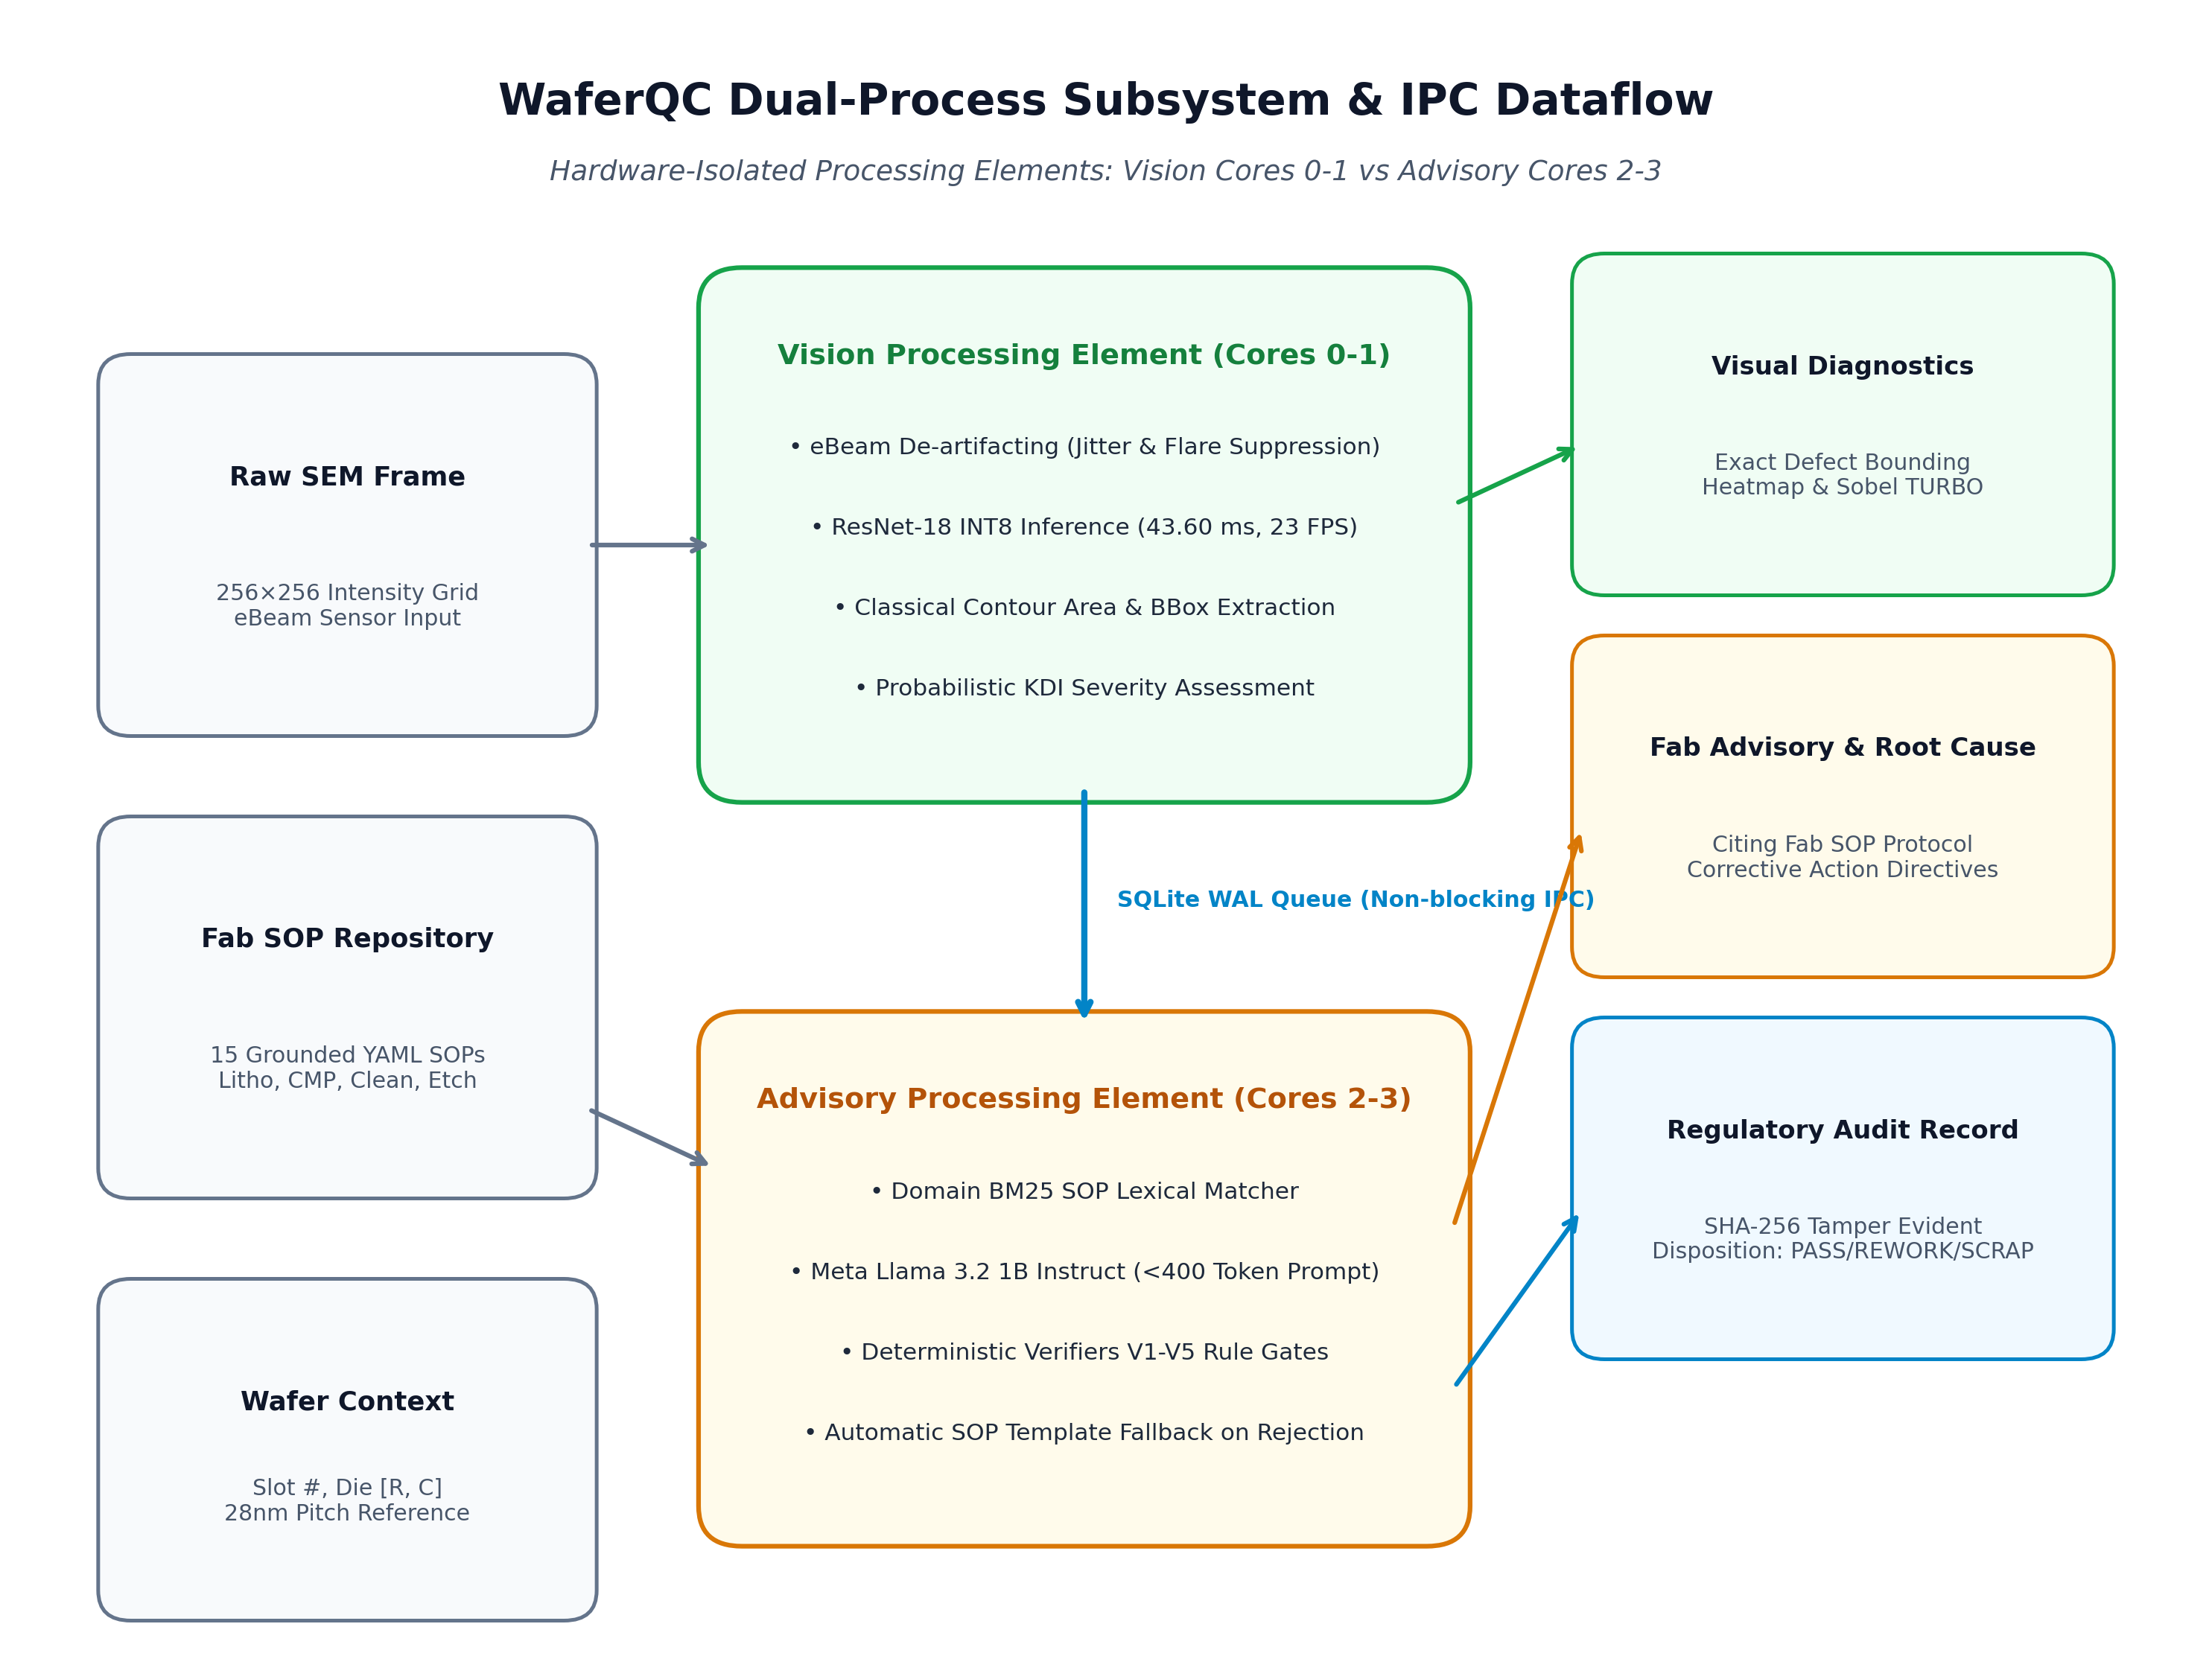 WaferQC Dual-Process Subsystem & IPC Dataflow
Hardware-Isolated Processing Elements: Vision Cores 0-1 vs Advisory Cores 2-3
Raw SEM Frame
256×256 Intensity Grid
eBeam Sensor Input
Fab SOP Repository
15 Grounded YAML SOPs
Litho, CMP, Clean, Etch
Wafer Context
Slot #, Die [R, C]
28nm Pitch Reference
Vision Processing Element (Cores 0-1)
• eBeam De-artifacting (Jitter & Flare Suppression)
• ResNet-18 INT8 Inference (43.60 ms, 23 FPS)
• Classical Contour Area & BBox Extraction
• Probabilistic KDI Severity Assessment
SQLite WAL Queue (Non-blocking IPC)
Advisory Processing Element (Cores 2-3)
• Domain BM25 SOP Lexical Matcher
• Meta Llama 3.2 1B Instruct (<400 Token Prompt)
• Deterministic Verifiers V1-V5 Rule Gates
• Automatic SOP Template Fallback on Rejection
Visual Diagnostics
Exact Defect Bounding
Heatmap & Sobel TURBO
Fab Advisory & Root Cause
Citing Fab SOP Protocol
Corrective Action Directives
Regulatory Audit Record
SHA-256 Tamper Evident
Disposition: PASS/REWORK/SCRAP